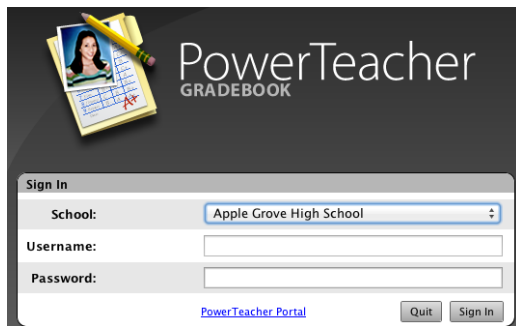 PowerTeacher
GRADEBOOK
A+
Sign In
School: Apple Grove High School
Username:
Password:
PowerTeacher Portal Quit Sign In